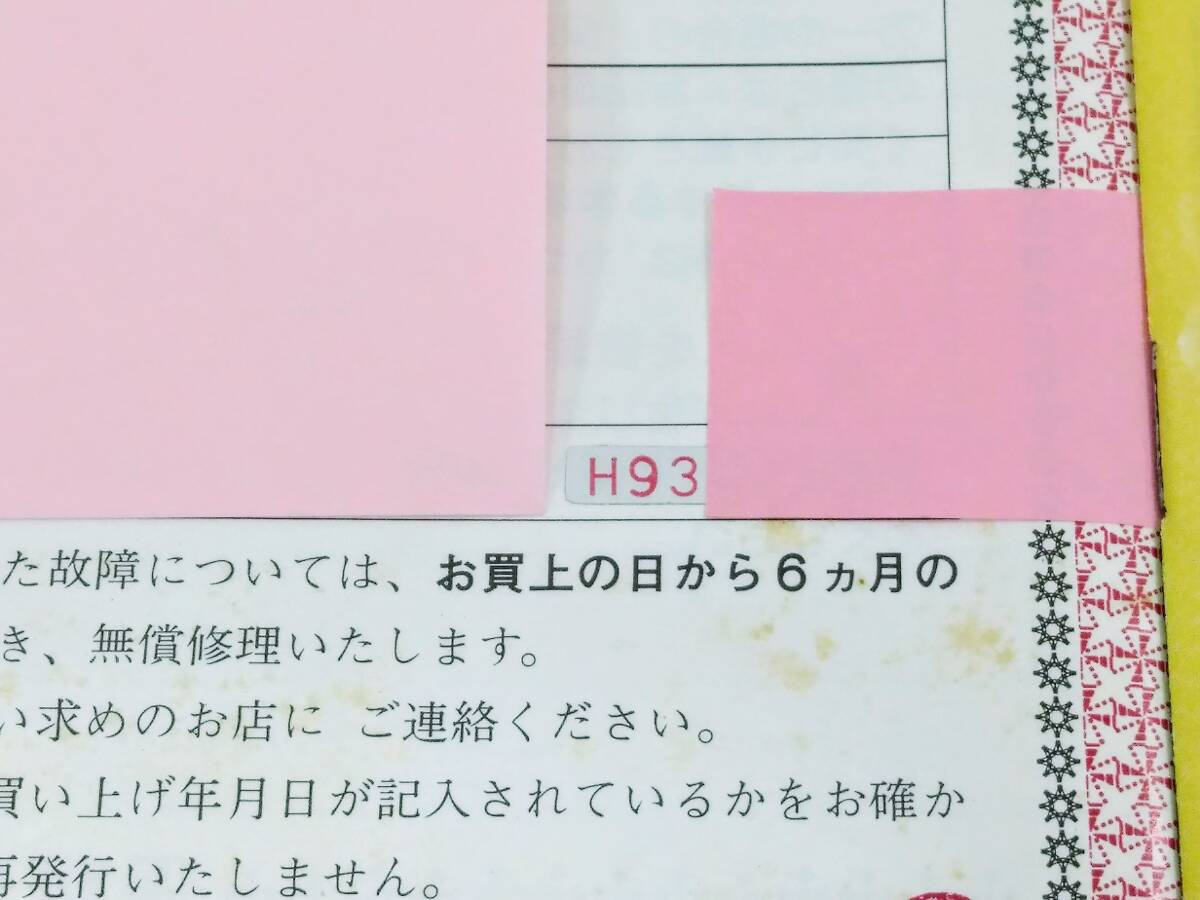 H93
た故障については、お買上の日から6ヵ月の
き、無償修理いたします。
い求めのお店に ご連絡ください。
買い上げ年月日が記入されているかをお確か
再発行いたしません。